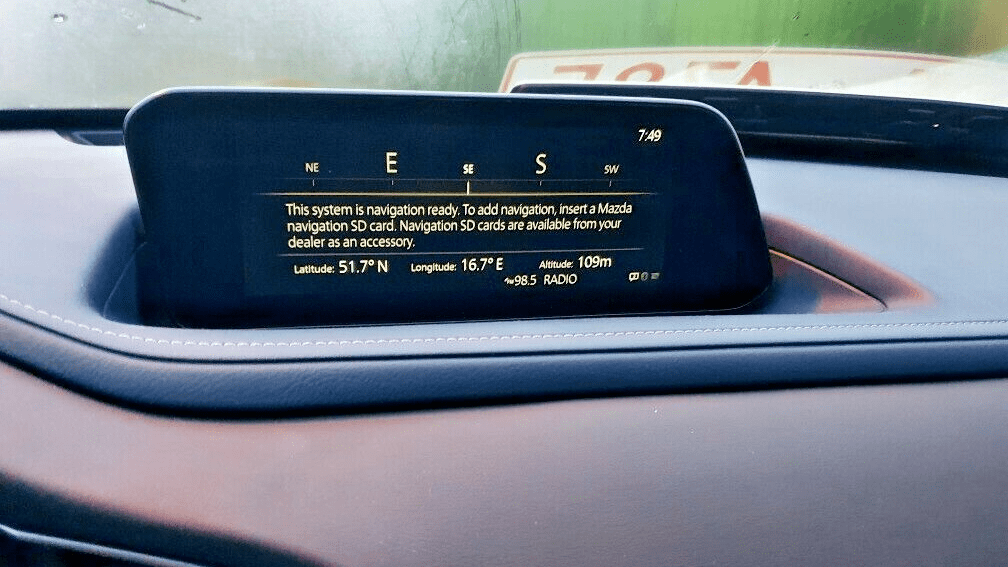 7:49
NE E SE S SW
This system is navigation ready. To add navigation, insert a Mazda
navigation SD card. Navigation SD cards are available from your
dealer as an accessory.
Latitude: 51.7° N Longitude: 16.7° E Altitude: 109m
98.5 RADIO